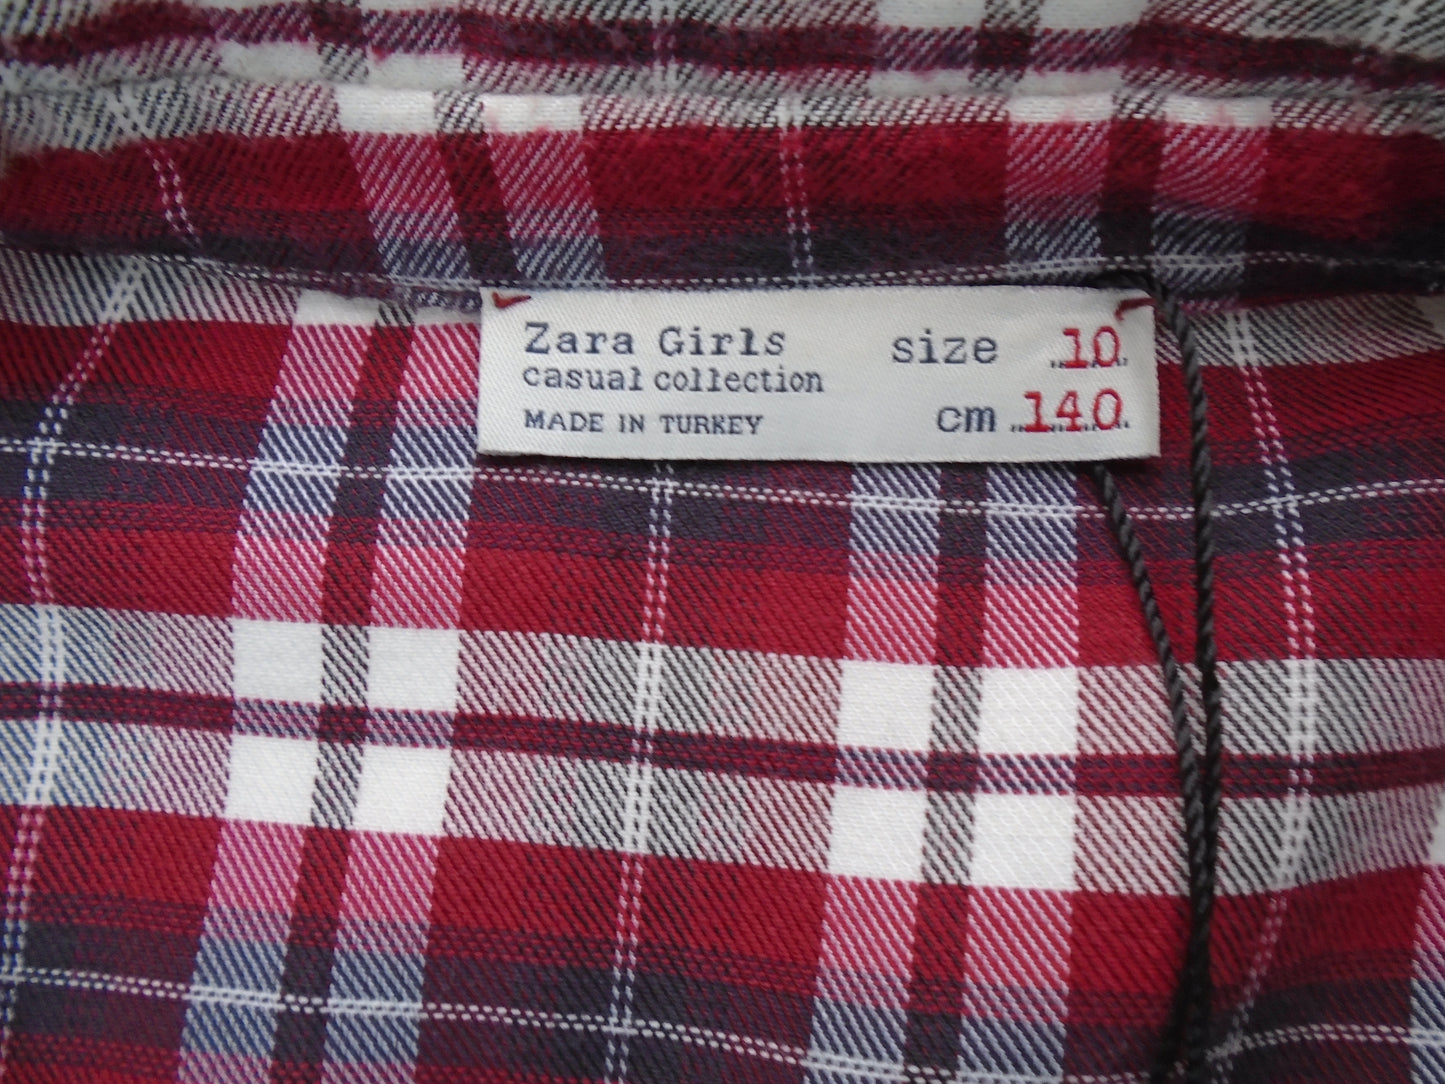 Zara Girls size 10
casual collection
MADE IN TURKEY cm 140